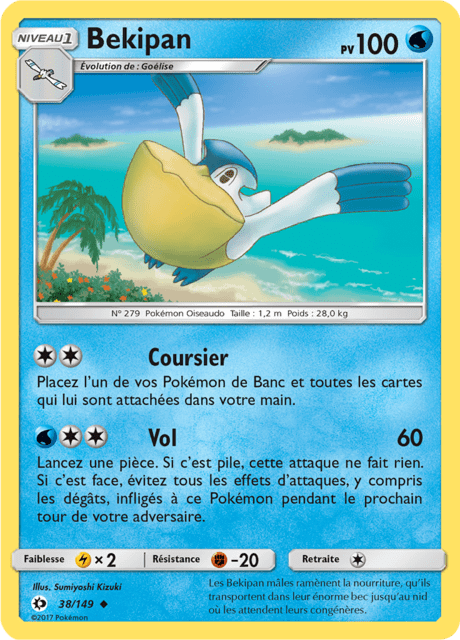 NIVEAU 1
Bekipan
PV 100
Évolution de : Goélise
N° 279 Pokémon Oiseaudo Taille : 1,2 m Poids : 28,0 kg
Coursier
Placez l'un de vos Pokémon de Banc et toutes les cartes
qui lui sont attachées dans votre main.
Vol 60
Lancez une pièce. Si c'est pile, cette attaque ne fait rien.
Si c'est face, évitez tous les effets d'attaques, y compris
les dégâts, infligés à ce Pokémon pendant le prochain
tour de votre adversaire.
Faiblesse × 2 Résistance -20 Retraite
Illus. Sumiyoshi Kizuki
38/149
©2017 Pokémon
Les Bekipan mâles ramènent la nourriture, qu'ils
transportent dans leur énorme bec jusqu'au nid
où les attendent leurs congénères.